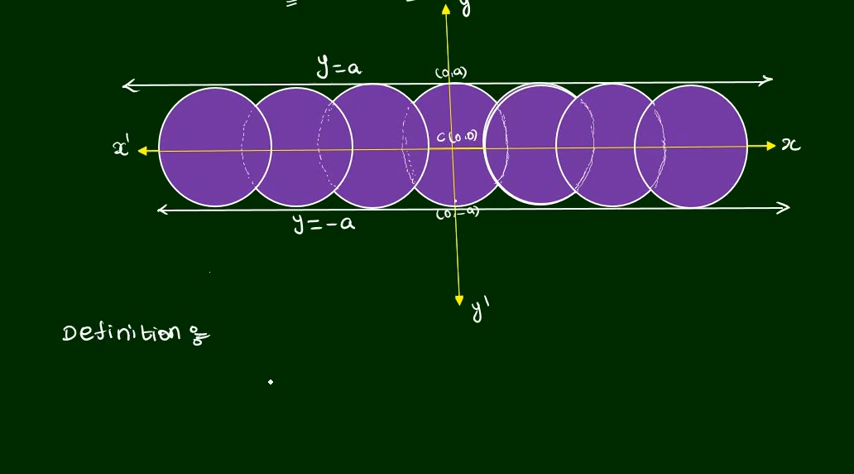 y
y=a
(0,a)
x'
C(0,0)
x
(0,-a)
y=-a
y'
Definition :